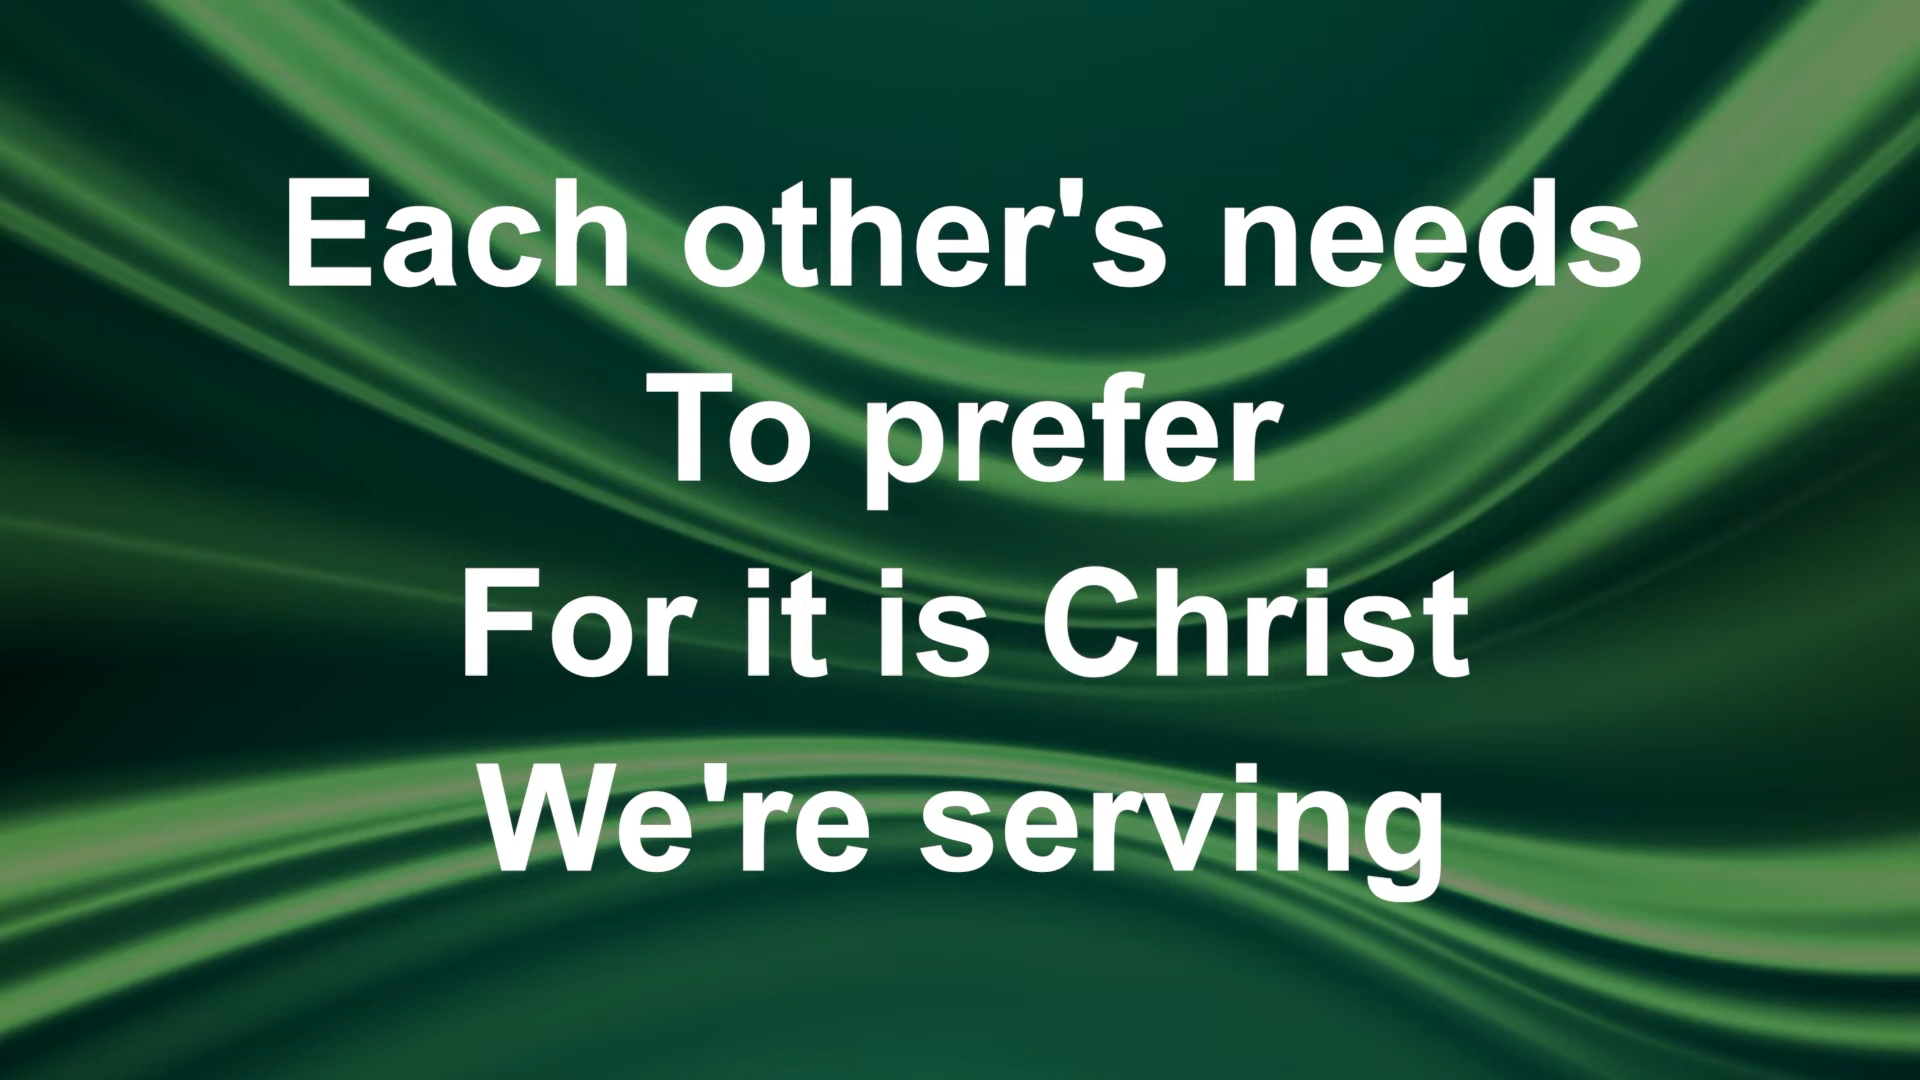 Each other's needs
To prefer
For it is Christ
We're serving